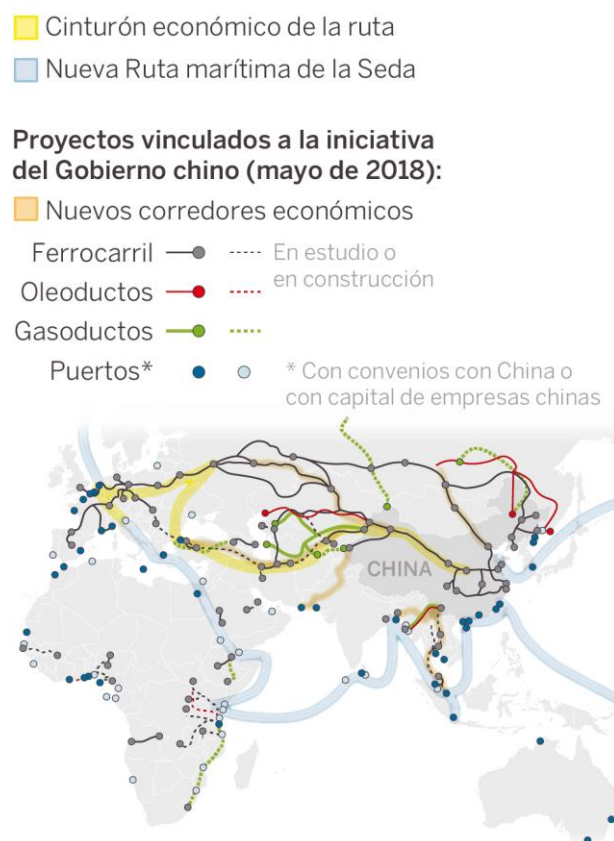 Cinturón económico de la ruta
Nueva Ruta marítima de la Seda
Proyectos vinculados a la iniciativa
del Gobierno chino (mayo de 2018):
Nuevos corredores económicos
Ferrocarril
En estudio o
en construcción
Oleoductos
Gasoductos
Puertos*
* Con convenios con China o
con capital de empresas chinas
CHINA